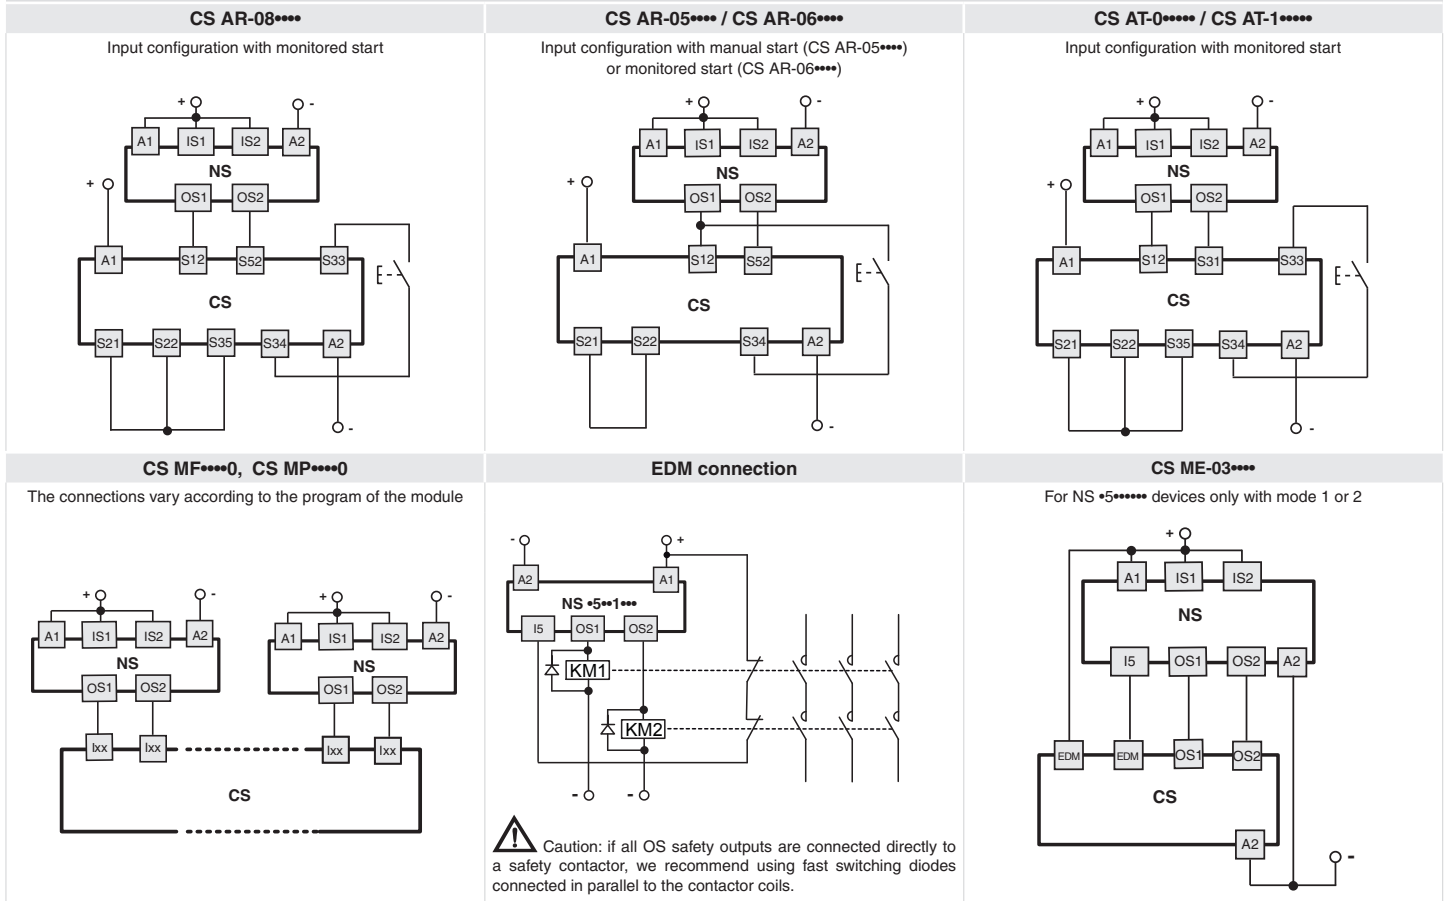 CS AR-08••••
Input configuration with monitored start
+
-
A1 IS1 IS2 A2
NS
+
OS1 OS2
A1 S12 S52 S33
CS
S21 S22 S35 S34 A2
-
CS AR-05•••• / CS AR-06••••
Input configuration with manual start (CS AR-05••••)
or monitored start (CS AR-06••••)
+
-
A1 IS1 IS2 A2
NS
+
OS1 OS2
A1 S12 S52
CS
S21 S22 S34 A2
-
CS AT-0••••• / CS AT-1•••••
Input configuration with monitored start
+
-
A1 IS1 IS2 A2
NS
+
OS1 OS2
A1 S12 S31 S33
CS
S21 S22 S35 S34 A2
-
CS MF••••0, CS MP••••0
The connections vary according to the program of the module
+ - + -
A1 IS1 IS2 A2 A1 IS1 IS2 A2
NS NS
OS1 OS2 OS1 OS2
Ixx Ixx Ixx Ixx
CS
EDM connection
- +
A2 A1
NS •5••1•••
I5 OS1 OS2
KM1
KM2
- -
Caution: if all OS safety outputs are connected directly to
a safety contactor, we recommend using fast switching diodes
connected in parallel to the contactor coils.
CS ME-03••••
For NS •5•••••• devices only with mode 1 or 2
+
A1 IS1 IS2
NS
I5 OS1 OS2 A2
EDM EDM OS1 OS2
CS
A2
-